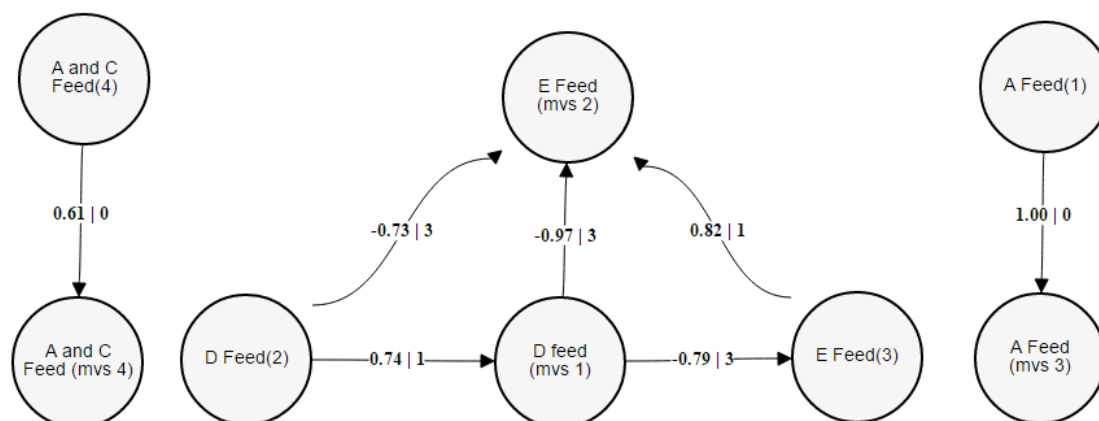 A and C
Feed(4)
E Feed
(mvs 2)
A Feed(1)
0.61 | 0
-0.73 | 3
-0.97 | 3
0.82 | 1
1.00 | 0
A and C
Feed (mvs 4)
D Feed(2)
0.74 | 1
D feed
(mvs 1)
-0.79 | 3
E Feed(3)
A Feed
(mvs 3)